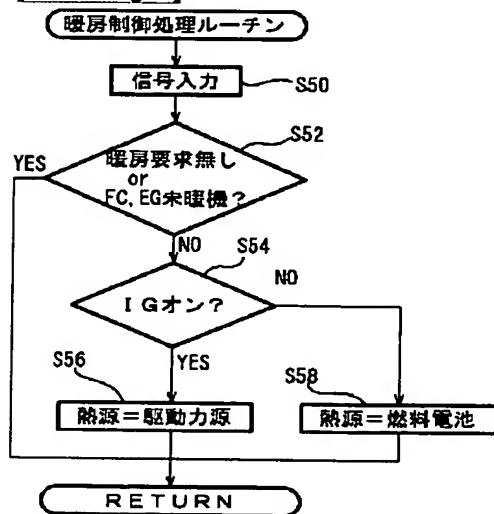 暖房制御処理ルーチン
信号入力
S50
S52
YES
暖房要求無し
or
FC, EG未暖機?
NO
S54
NO
IGオン?
S56
YES
S58
熱源=駆動力源
熱源=燃料電池
RETURN